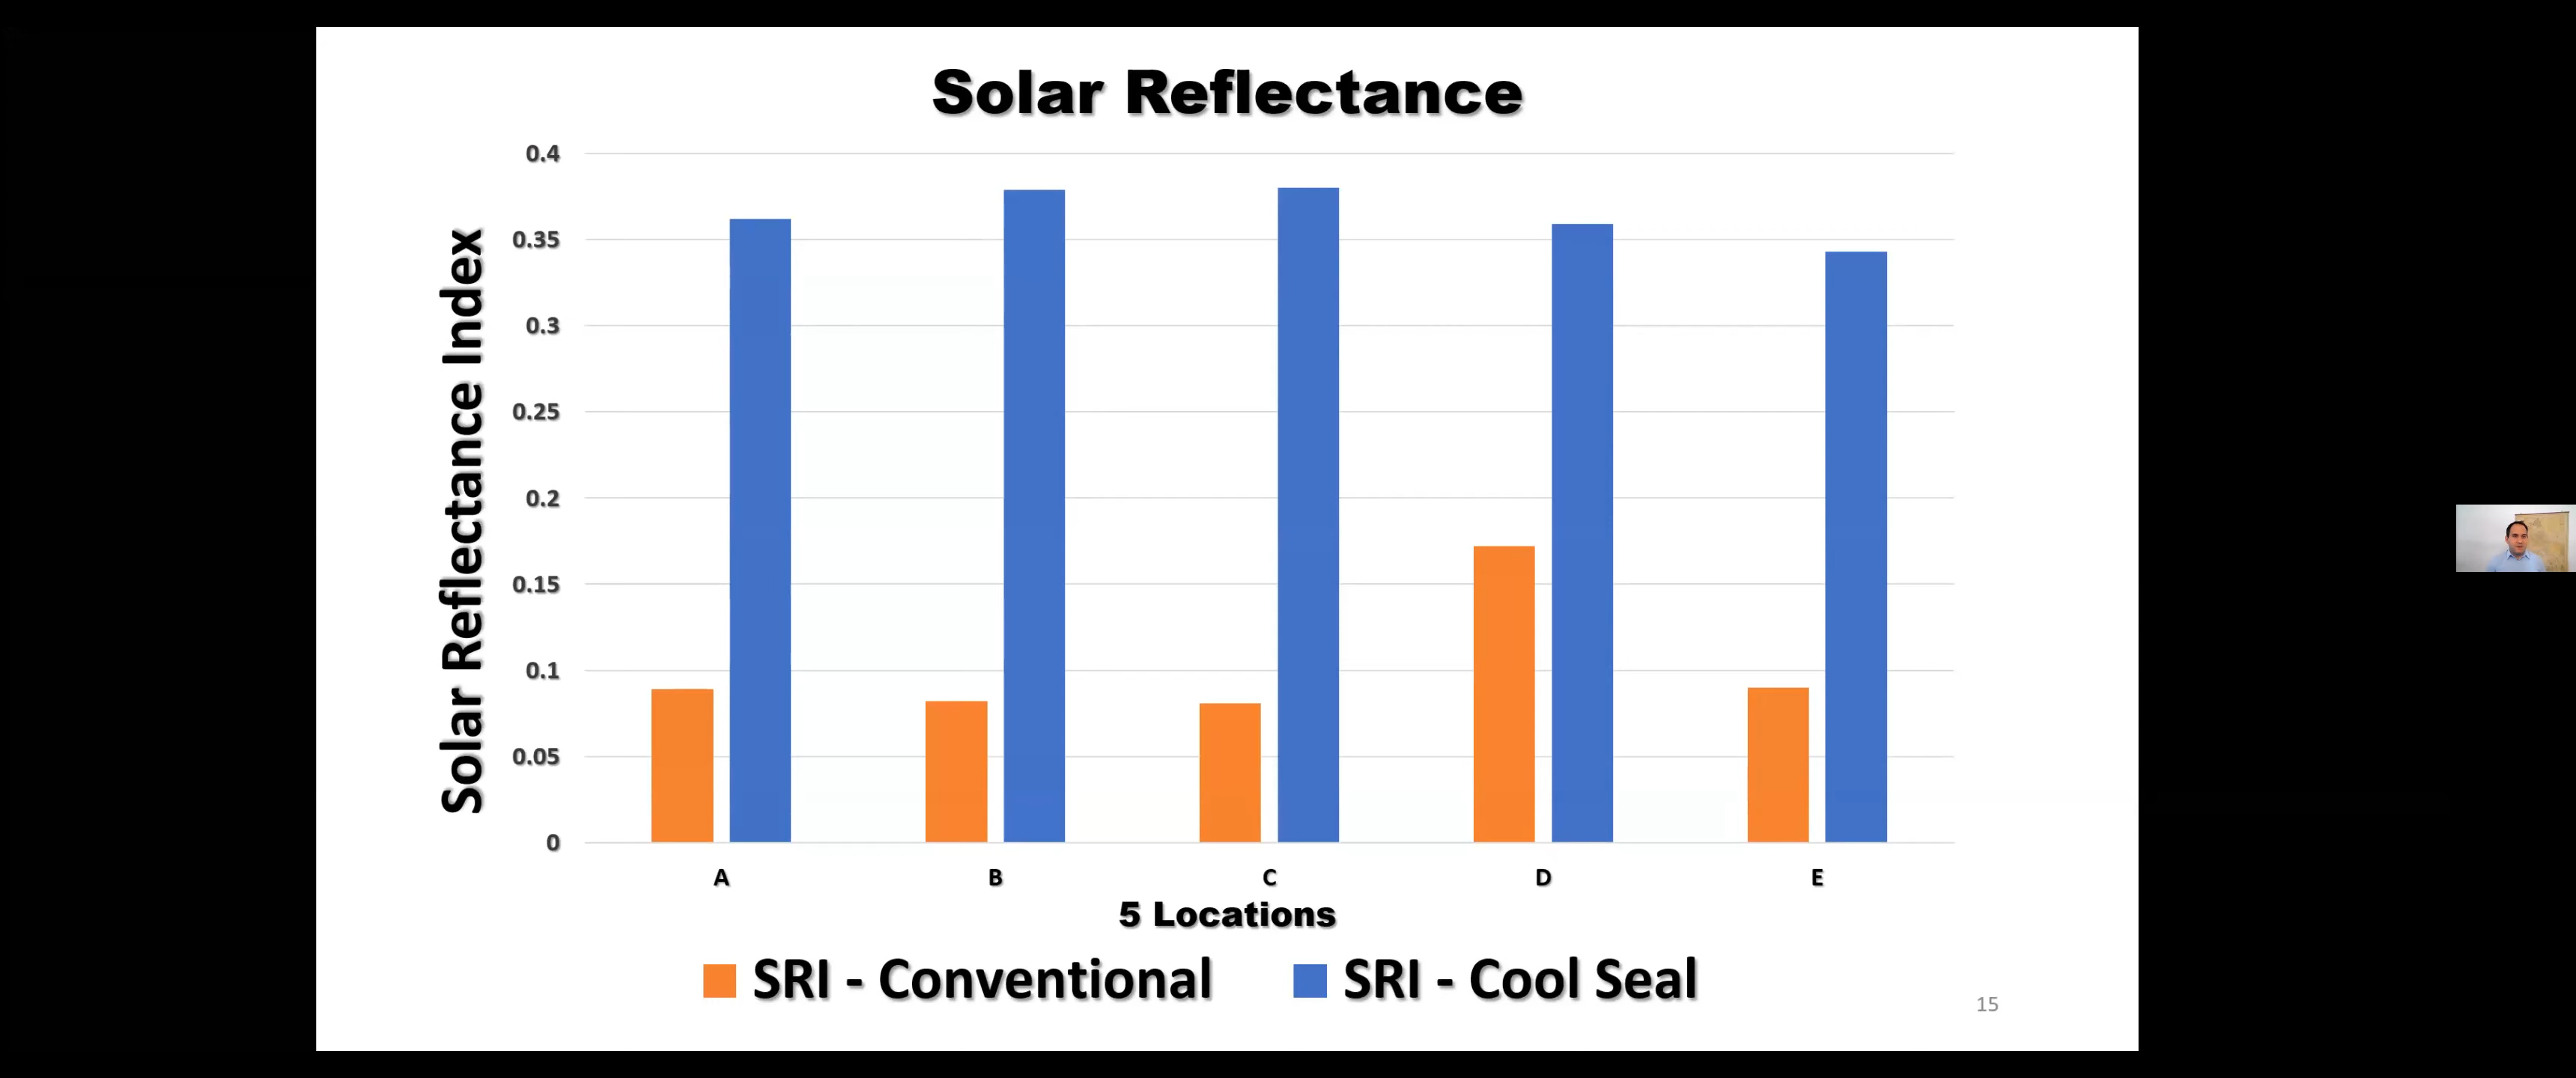 Solar Reflectance
Solar Reflectance Index
0.4
0.35
0.3
0.25
0.2
0.15
0.1
0.05
0
A B C D E
5 Locations
SRI - Conventional SRI - Cool Seal
15